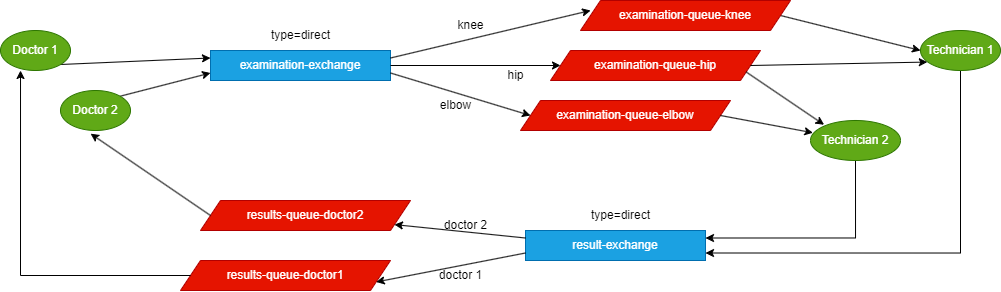 knee
examination-queue-knee
type=direct
Doctor 1
Technician 1
examination-exchange
examination-queue-hip
hip
elbow
Doctor 2
examination-queue-elbow
Technician 2
results-queue-doctor2
type=direct
doctor 2
result-exchange
results-queue-doctor1
doctor 1